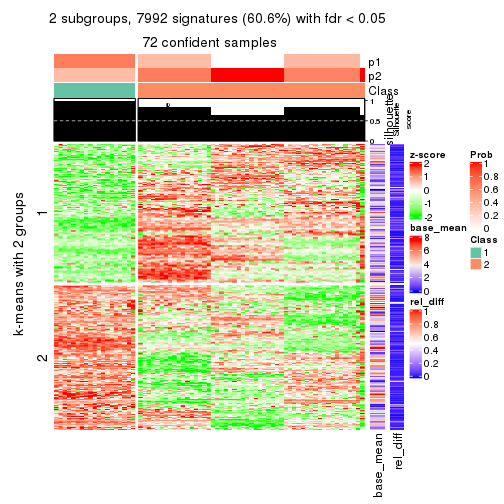 2 subgroups, 7992 signatures (60.6%) with fdr < 0.05
72 confident samples
p1
p2
Class
silhouette
Silhouette
score
1
0.5
0
p
k-means with 2 groups
1
2
base_mean
rel_diff
z-score
2
1
0
-1
-2
base_mean
8
6
4
2
0
rel_diff
1
0.8
0.6
0.4
0.2
0
Prob
1
0.8
0.6
0.4
0.2
0
Class
1
2